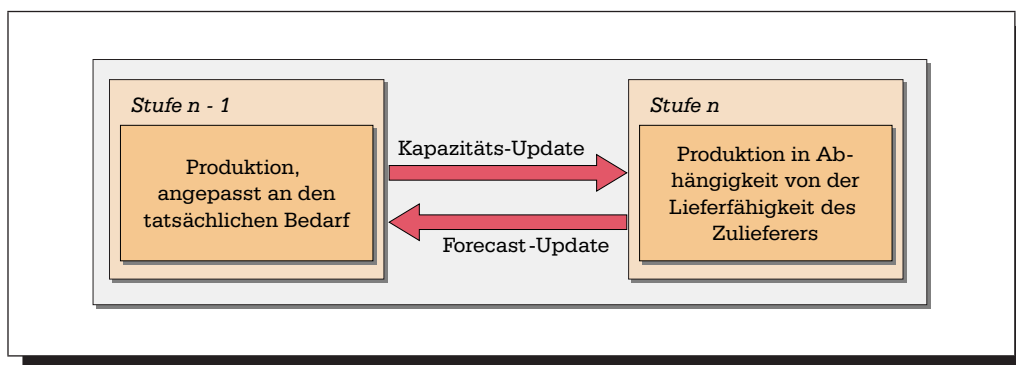 Stufe n - 1
Produktion,
angepasst an den
tatsächlichen Bedarf
Kapazitäts-Update
Forecast-Update
Stufe n
Produktion in Ab-
hängigkeit von der
Lieferfähigkeit des
Zulieferers